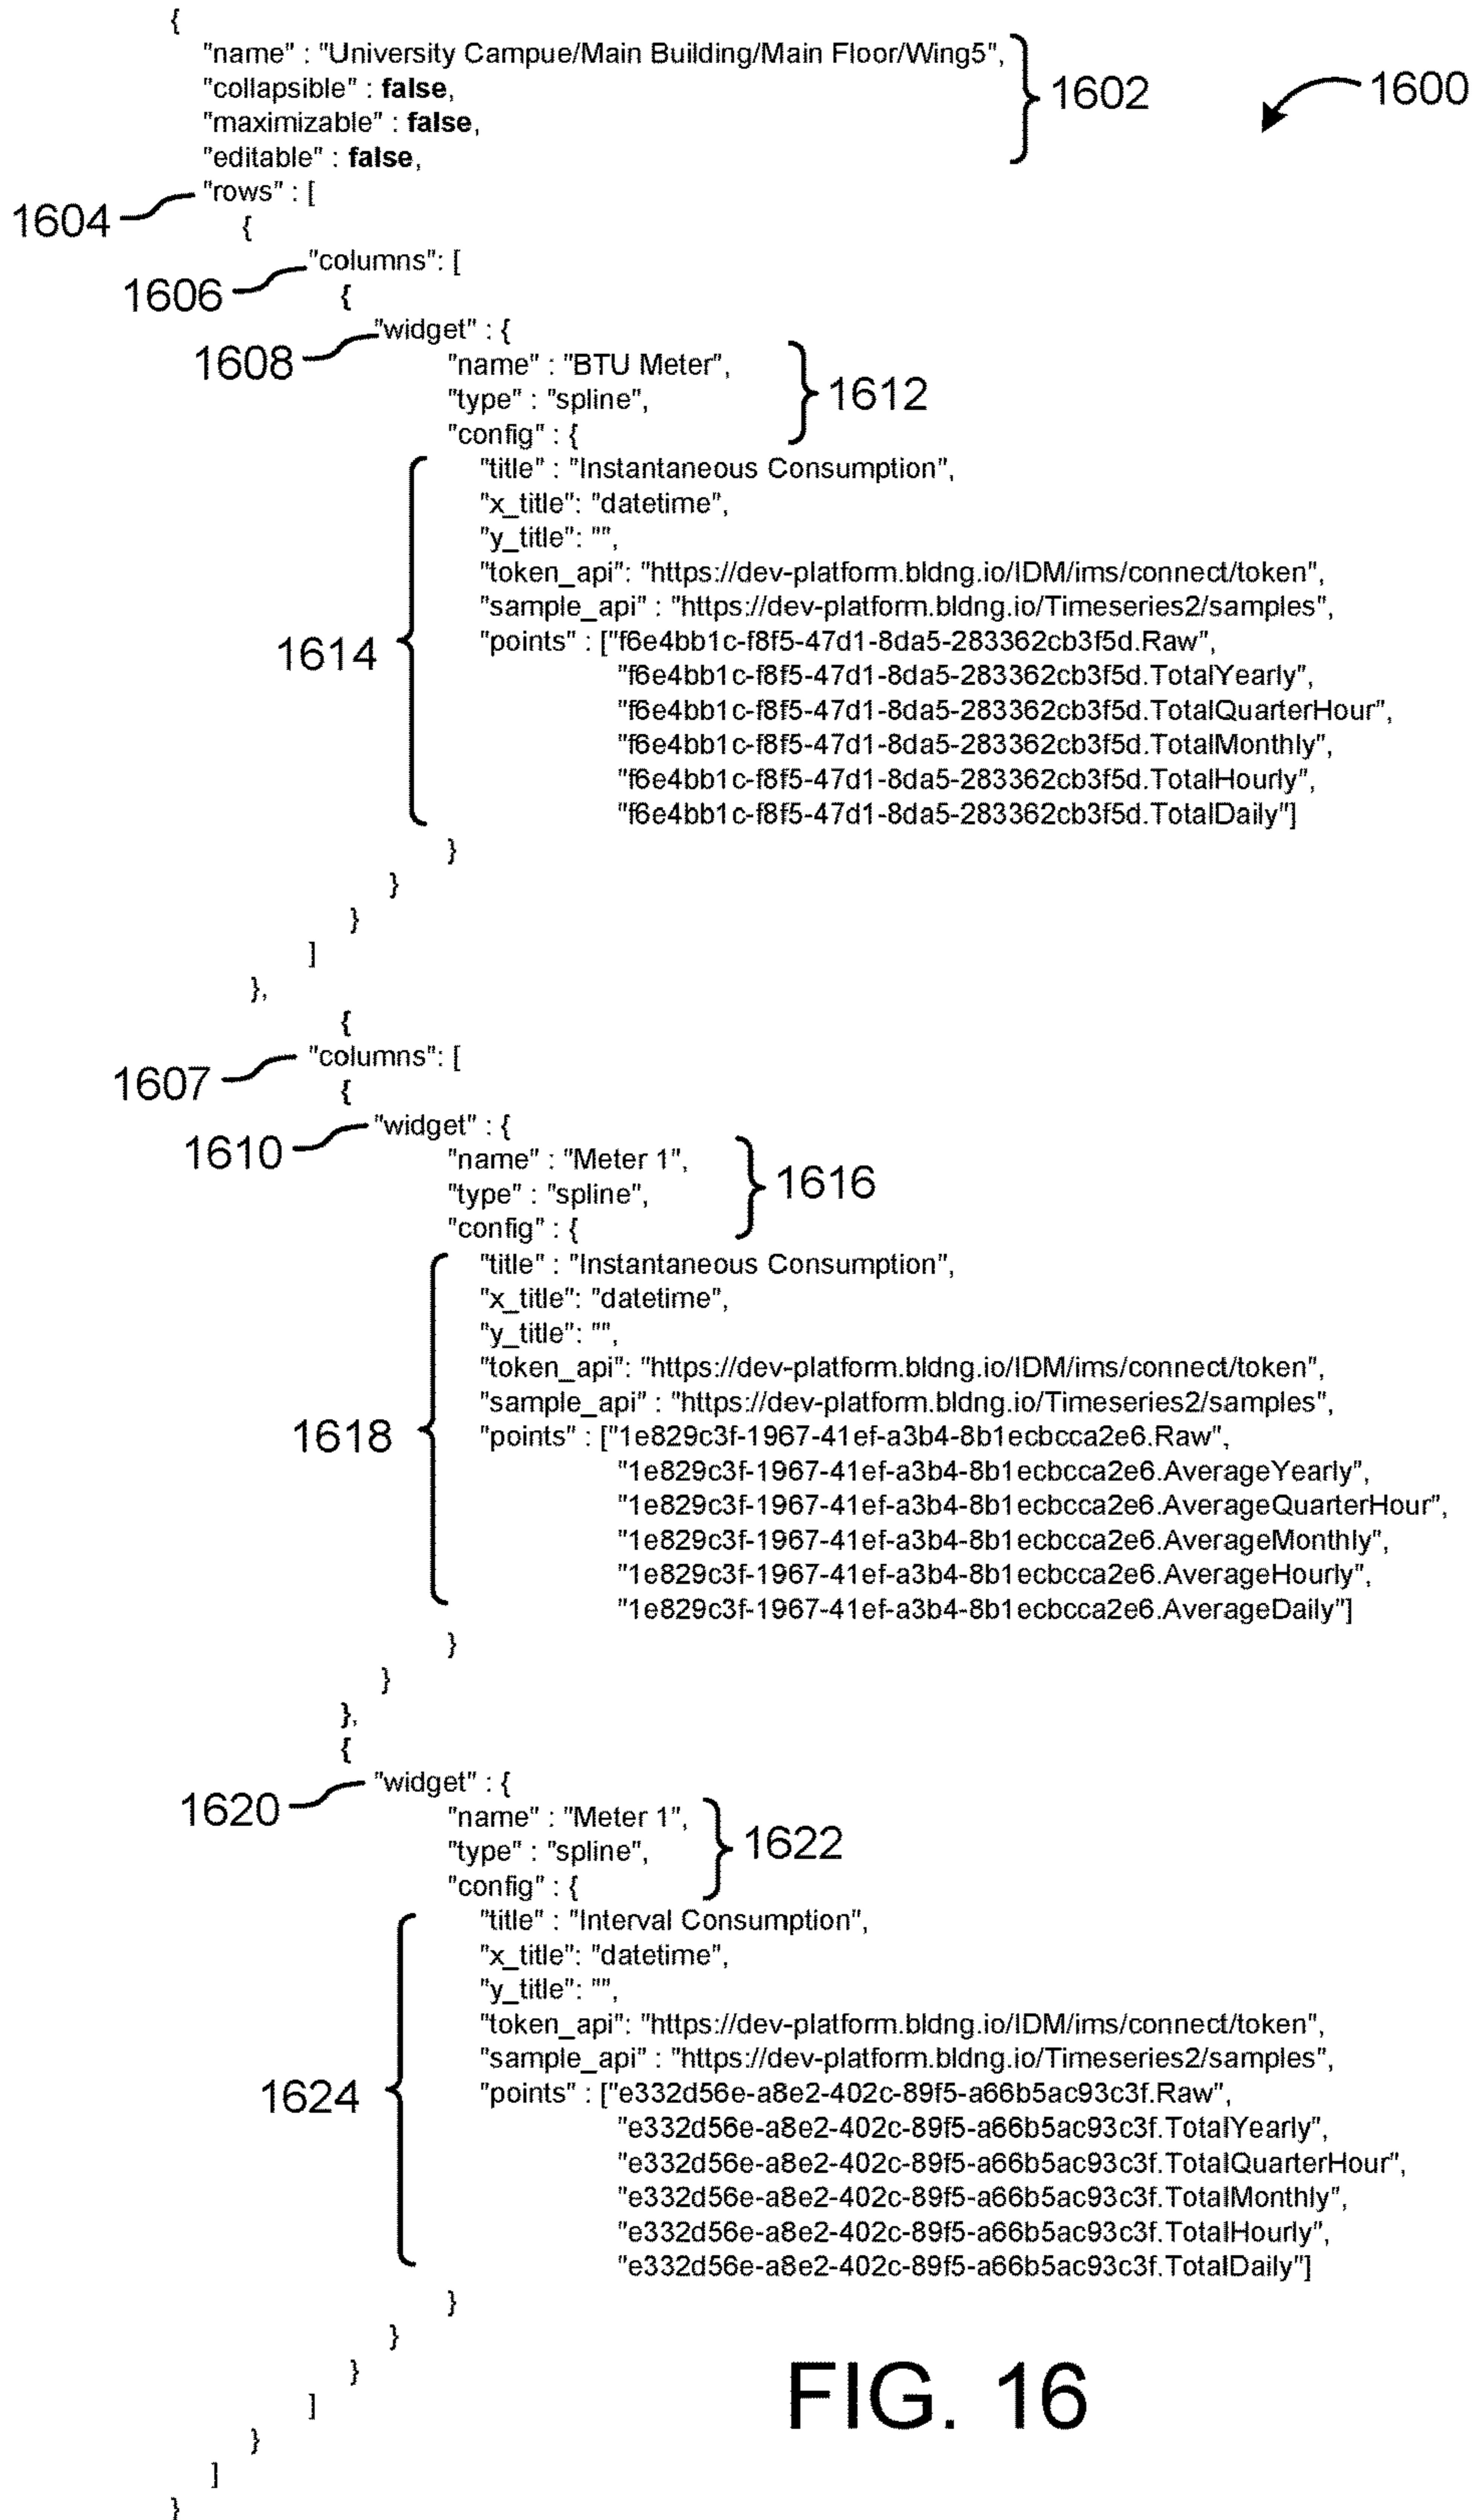 {
"name" : "University Campue/Main Building/Main Floor/Wing5",
"collapsible" : false,
"maximizable" : false,
"editable" : false,
1602
1600
1604
"rows" : [
{
1606
"columns": [
{
1608
"widget" : {
"name" : "BTU Meter",
"type" : "spline",
"config" : {
1612
1614
"title" : "Instantaneous Consumption",
"x_title": "datetime",
"y_title": "",
"token_api": "https://dev-platform.bldng.io/IDM/ims/connect/token",
"sample_api" : "https://dev-platform.bldng.io/Timeseries2/samples",
"points" : ["f6e4bb1c-f8f5-47d1-8da5-283362cb3f5d.Raw",
"f6e4bb1c-f8f5-47d1-8da5-283362cb3f5d.TotalYearly",
"f6e4bb1c-f8f5-47d1-8da5-283362cb3f5d.TotalQuarterHour",
"f6e4bb1c-f8f5-47d1-8da5-283362cb3f5d.TotalMonthly",
"f6e4bb1c-f8f5-47d1-8da5-283362cb3f5d.TotalHourly",
"f6e4bb1c-f8f5-47d1-8da5-283362cb3f5d.TotalDaily"]
}
}
}
]
},
{
1607
"columns": [
{
1610
"widget" : {
"name" : "Meter 1",
"type" : "spline",
"config" : {
1616
1618
"title" : "Instantaneous Consumption",
"x_title": "datetime",
"y_title": "",
"token_api": "https://dev-platform.bldng.io/IDM/ims/connect/token",
"sample_api" : "https://dev-platform.bldng.io/Timeseries2/samples",
"points" : ["1e829c3f-1967-41ef-a3b4-8b1ecbcca2e6.Raw",
"1e829c3f-1967-41ef-a3b4-8b1ecbcca2e6.AverageYearly",
"1e829c3f-1967-41ef-a3b4-8b1ecbcca2e6.AverageQuarterHour",
"1e829c3f-1967-41ef-a3b4-8b1ecbcca2e6.AverageMonthly",
"1e829c3f-1967-41ef-a3b4-8b1ecbcca2e6.AverageHourly",
"1e829c3f-1967-41ef-a3b4-8b1ecbcca2e6.AverageDaily"]
}
}
},
{
1620
"widget" : {
"name" : "Meter 1",
"type" : "spline",
"config" : {
1622
1624
"title" : "Interval Consumption",
"x_title": "datetime",
"y_title": "",
"token_api": "https://dev-platform.bldng.io/IDM/ims/connect/token",
"sample_api" : "https://dev-platform.bldng.io/Timeseries2/samples",
"points" : ["e332d56e-a8e2-402c-89f5-a66b5ac93c3f.Raw",
"e332d56e-a8e2-402c-89f5-a66b5ac93c3f.TotalYearly",
"e332d56e-a8e2-402c-89f5-a66b5ac93c3f.TotalQuarterHour",
"e332d56e-a8e2-402c-89f5-a66b5ac93c3f.TotalMonthly",
"e332d56e-a8e2-402c-89f5-a66b5ac93c3f.TotalHourly",
"e332d56e-a8e2-402c-89f5-a66b5ac93c3f.TotalDaily"]
}
}
}
]
}
]
}
FIG. 16